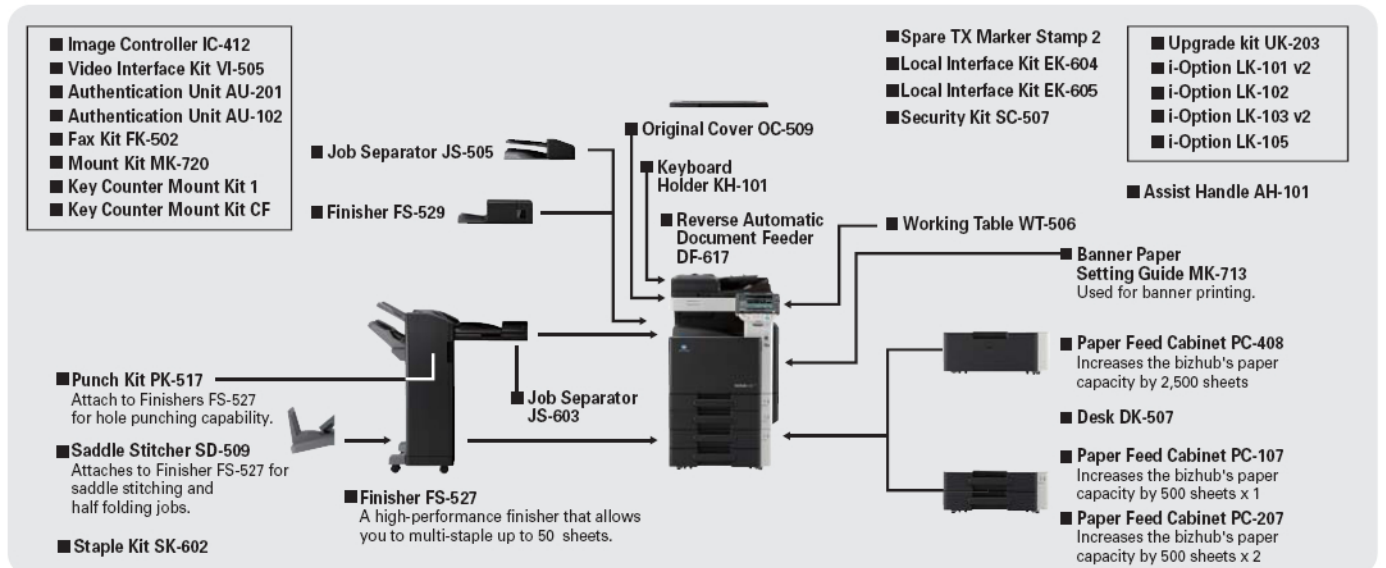 ■ Image Controller IC-412
■ Video Interface Kit VI-505
■ Authentication Unit AU-201
■ Authentication Unit AU-102
■ Fax Kit FK-502
■ Mount Kit MK-720
■ Key Counter Mount Kit 1
■ Key Counter Mount Kit CF
■ Job Separator JS-505
■ Finisher FS-529
■ Original Cover OC-509
■ Keyboard
Holder KH-101
■ Reverse Automatic
Document Feeder
DF-617
■ Spare TX Marker Stamp 2
■ Local Interface Kit EK-604
■ Local Interface Kit EK-605
■ Security Kit SC-507
■ Upgrade kit UK-203
■ i-Option LK-101 v2
■ i-Option LK-102
■ i-Option LK-103 v2
■ i-Option LK-105
■ Assist Handle AH-101
■ Working Table WT-506
■ Banner Paper
Setting Guide MK-713
Used for banner printing.
■ Punch Kit PK-517
Attach to Finishers FS-527
for hole punching capability.
■ Saddle Stitcher SD-509
Attaches to Finisher FS-527 for
saddle stitching and
half folding jobs.
■ Staple Kit SK-602
■ Job Separator
JS-603
■ Finisher FS-527
A high-performance finisher that allows
you to multi-staple up to 50 sheets.
■ Paper Feed Cabinet PC-408
Increases the bizhub's paper
capacity by 2,500 sheets
■ Desk DK-507
■ Paper Feed Cabinet PC-107
Increases the bizhub's paper
capacity by 500 sheets x 1
■ Paper Feed Cabinet PC-207
Increases the bizhub's paper
capacity by 500 sheets x 2